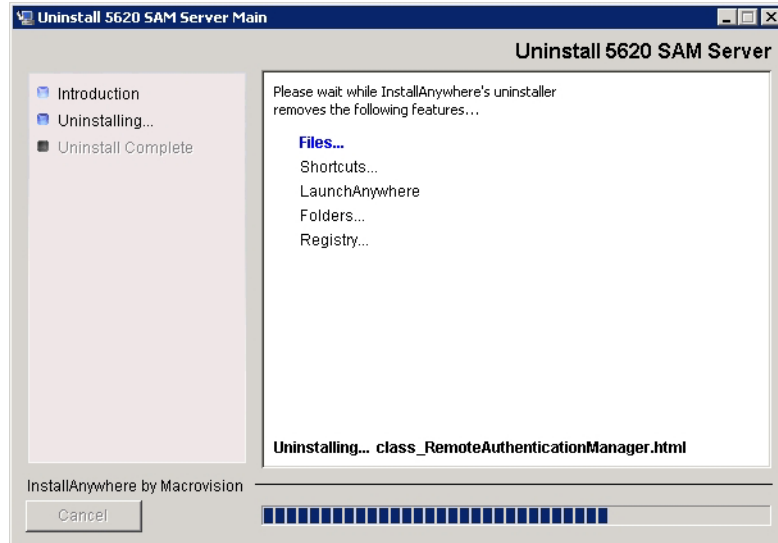 Uninstall 5620 SAM Server Main
Uninstall 5620 SAM Server
Introduction
Uninstalling...
Uninstall Complete
Please wait while InstallAnywhere's uninstaller
removes the following features...
Files...
Shortcuts...
LaunchAnywhere
Folders...
Registry...
Uninstalling... class_RemoteAuthenticationManager.html
InstallAnywhere by Macrovision
Cancel